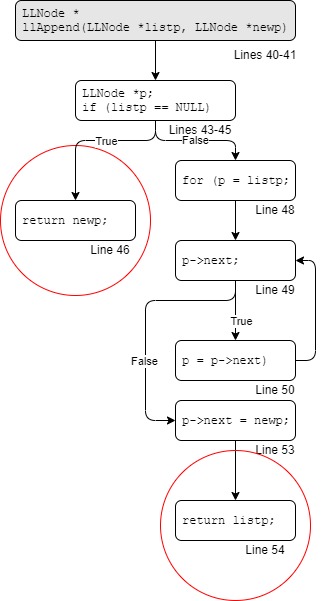 LLNode *
llAppend(LLNode *listp, LLNode *newp)
Lines 40-41
LLNode *p;
if (listp == NULL)
Lines 43-45
True
False
for (p = listp;
Line 48
return newp;
Line 46
p->next;
Line 49
True
False
p = p->next)
Line 50
p->next = newp;
Line 53
return listp;
Line 54